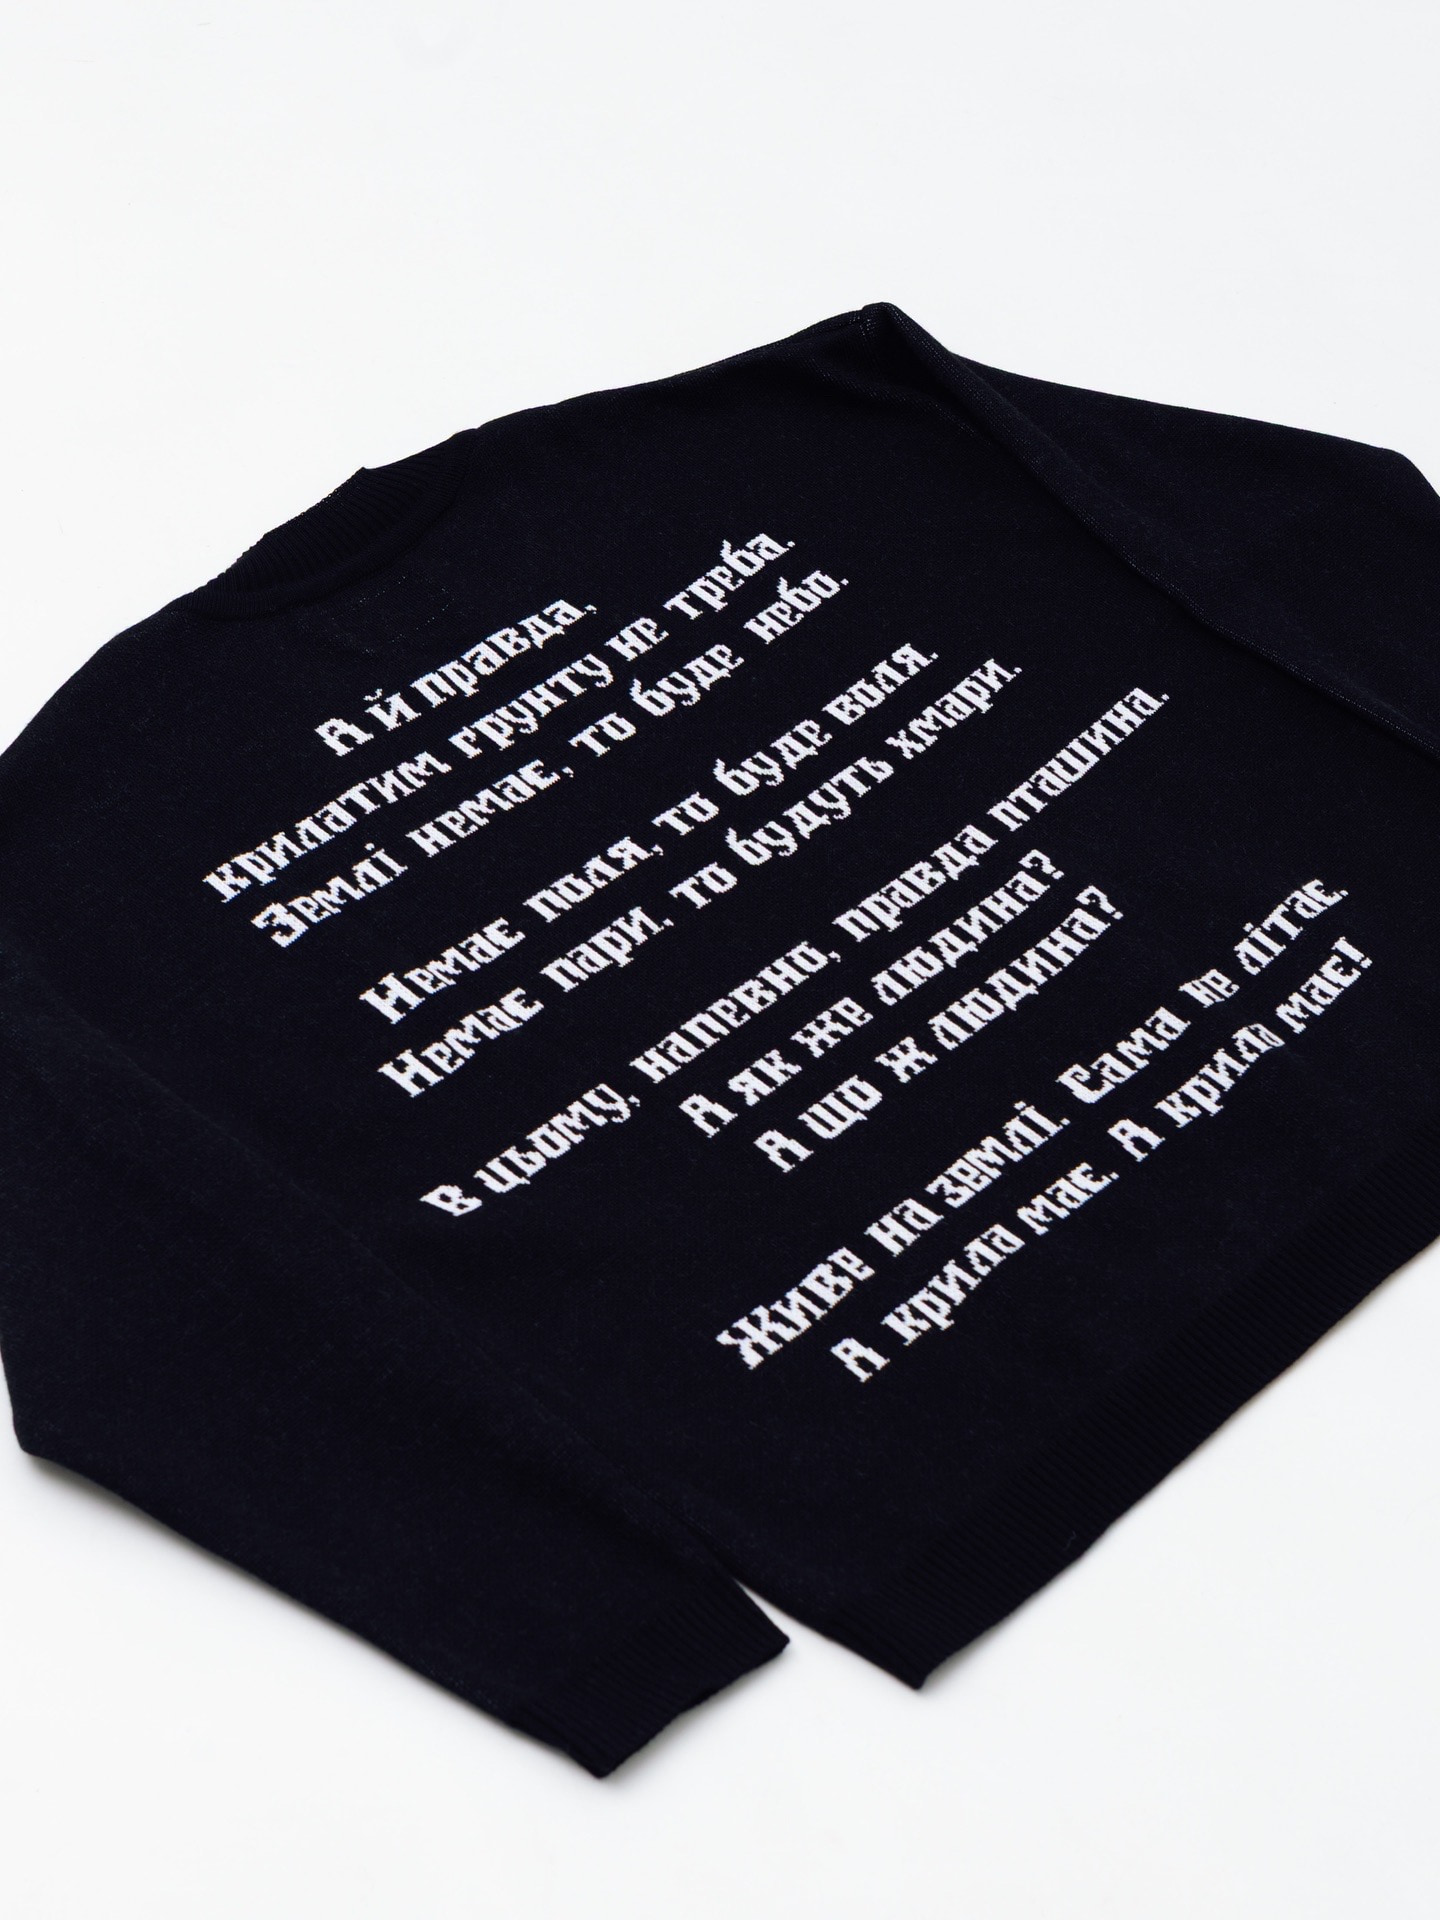 А й правда,
крилатим ґрунту не треба.
Землі немає, то буде небо.
Немає поля, то буде воля.
Немає пари, то будуть хмари.
В цьому, напевно, правда пташина.
А як же людина?
А що ж людина?
Живе на землі. Сама не літає.
А крила має. А крила має!